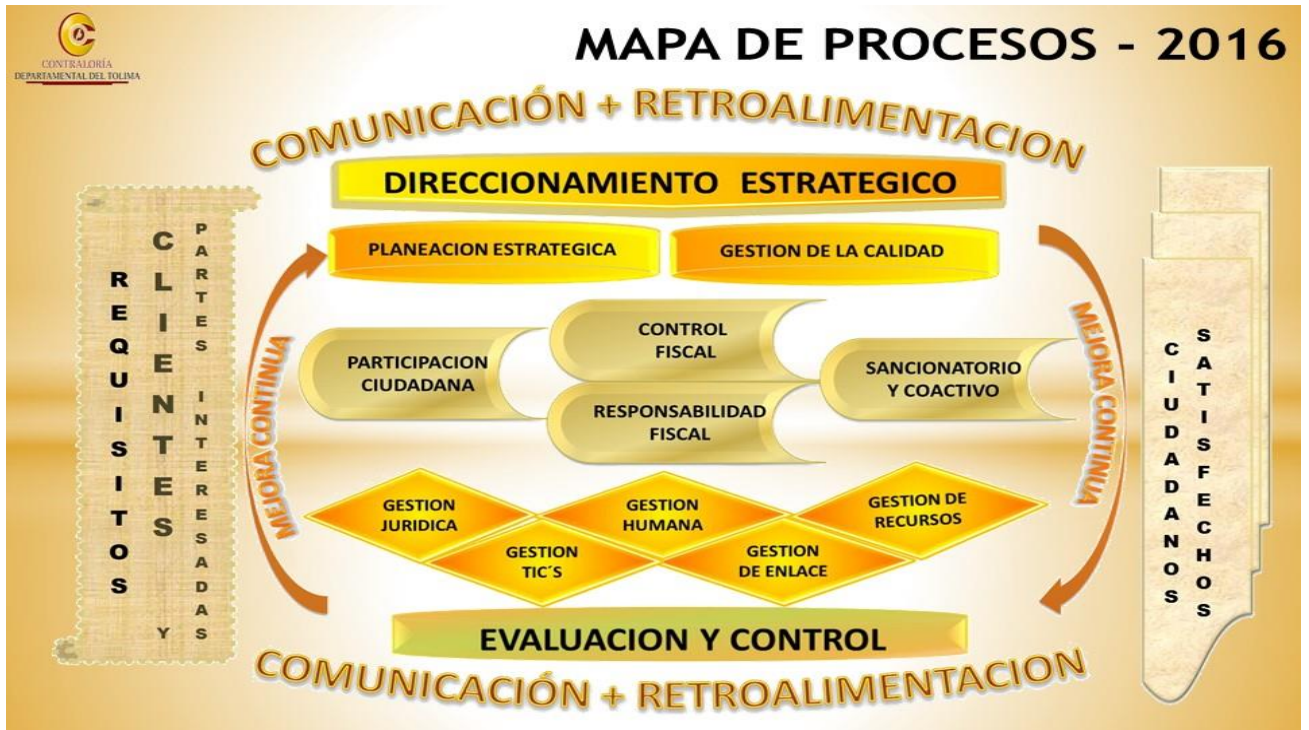 CONTRALORÍA
DEPARTAMENTAL DEL TOLIMA
MAPA DE PROCESOS - 2016
COMUNICACIÓN + RETROALIMENTACION
DIRECCIONAMIENTO ESTRATEGICO
PLANEACION ESTRATEGICA
GESTION DE LA CALIDAD
REQUISITOS
CLIENTES Y
PARTES INTERESADAS
MEJORA CONTINUA
PARTICIPACION
CIUDADANA
CONTROL
FISCAL
RESPONSABILIDAD
FISCAL
SANCIONATORIO
Y COACTIVO
MEJORA CONTINUA
CIUDADANOS
SATISFECHOS
GESTION
JURIDICA
GESTION
HUMANA
GESTION DE
RECURSOS
GESTION
TIC´S
GESTION
DE ENLACE
EVALUACION Y CONTROL
COMUNICACIÓN + RETROALIMENTACION